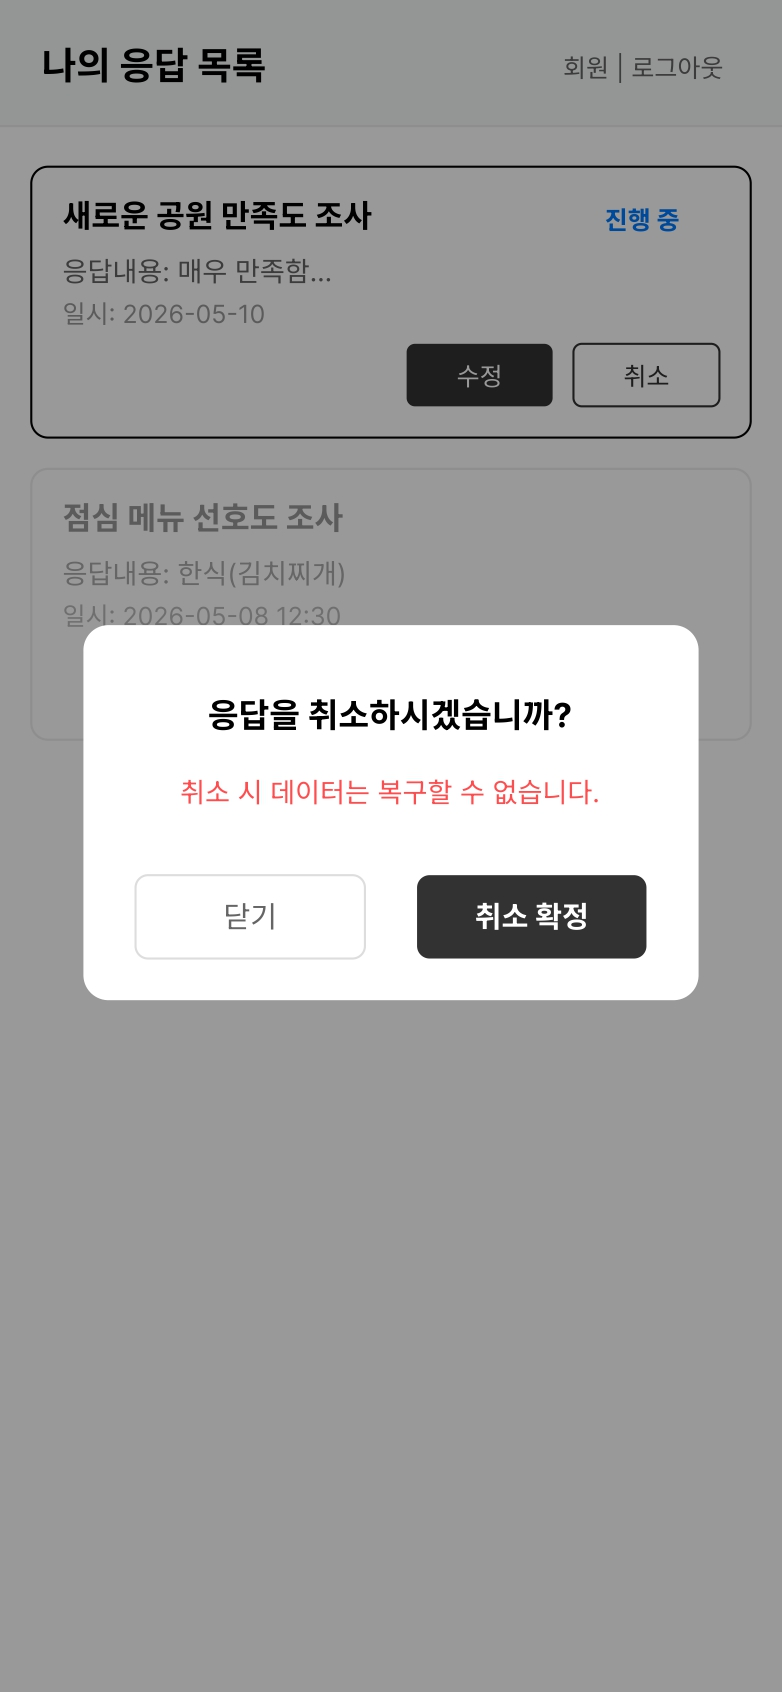 나의 응답 목록
회원 | 로그아웃
새로운 공원 만족도 조사
진행 중
응답내용: 매우 만족함...
일시: 2026-05-10
수정
취소
점심 메뉴 선호도 조사
응답내용: 한식(김치찌개)
일시: 2026-05-08 12:30
응답을 취소하시겠습니까?
취소 시 데이터는 복구할 수 없습니다.
닫기
취소 확정